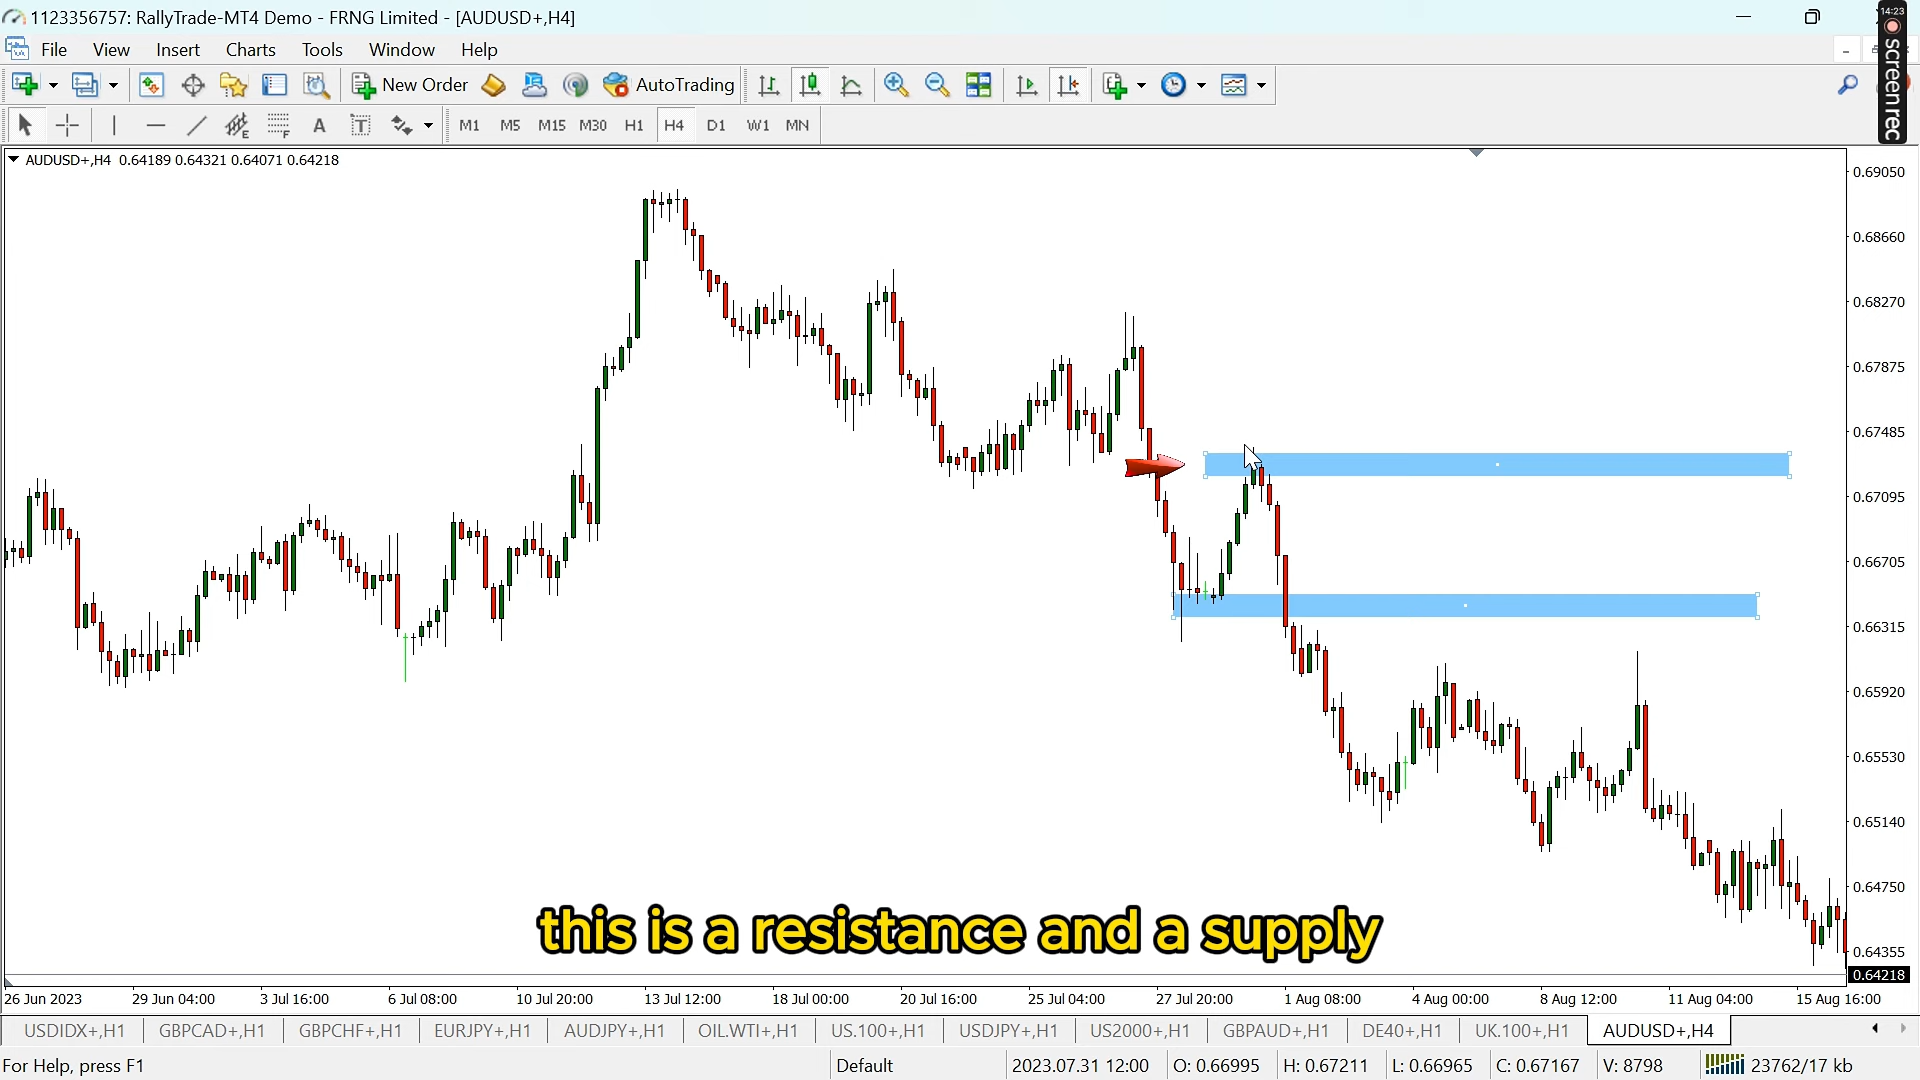 1123356757: RallyTrade-MT4 Demo - FRNG Limited - [AUDUSD+,H4]
14:23
screenrec
File View Insert Charts Tools Window Help
New Order AutoTrading
A T M1 M5 M15 M30 H1 H4 D1 W1 MN
AUDUSD+,H4 0.64189 0.64321 0.64071 0.64218
0.69050
0.68660
0.68270
0.67875
0.67485
0.67095
0.66705
0.66315
0.65920
0.65530
0.65140
0.64750
0.64355
0.64218
this is a resistance and a supply
26 Jun 2023 29 Jun 04:00 3 Jul 16:00 6 Jul 08:00 10 Jul 20:00 13 Jul 12:00 18 Jul 00:00 20 Jul 16:00 25 Jul 04:00 27 Jul 20:00 1 Aug 08:00 4 Aug 00:00 8 Aug 12:00 11 Aug 04:00 15 Aug 16:00
USDIDX+,H1 GBPCAD+,H1 GBPCHF+,H1 EURJPY+,H1 AUDJPY+,H1 OIL.WTI+,H1 US.100+,H1 USDJPY+,H1 US2000+,H1 GBPAUD+,H1 DE40+,H1 UK.100+,H1 AUDUSD+,H4
For Help, press F1 Default 2023.07.31 12:00 O: 0.66995 H: 0.67211 L: 0.66965 C: 0.67167 V: 8798 23762/17 kb